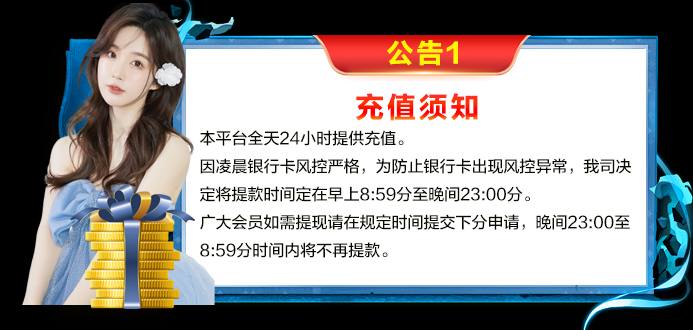 公告1
充值须知
本平台全天24小时提供充值。
因凌晨银行卡风控严格，为防止银行卡出现风控异常，我司决
定将提款时间定在早上8:59分至晚间23:00分。
广大会员如需提现请在规定时间提交下分申请，晚间23:00至
8:59分时间内将不再提款。